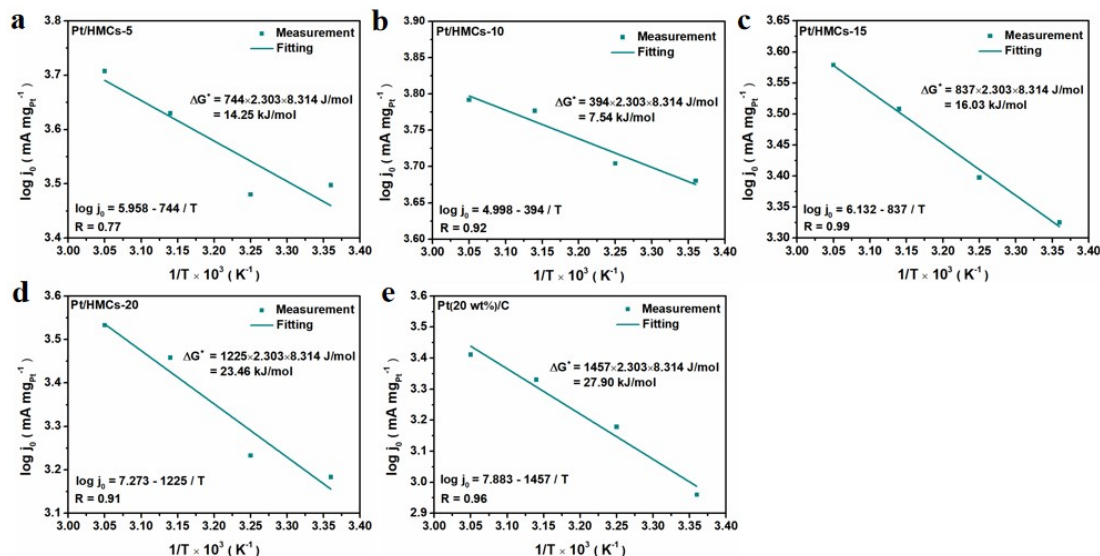 a
Pt/HMCs-5
Measurement
Fitting
ΔG* = 744×2.303×8.314 J/mol
= 14.25 kJ/mol
log j₀ = 5.958 - 744 / T
R = 0.77
log j₀ ( mA mg_Pt⁻¹ )
3.8
3.7
3.6
3.5
3.4
3.00 3.05 3.10 3.15 3.20 3.25 3.30 3.35 3.40
1/T × 10³ ( K⁻¹ )
b
Pt/HMCs-10
Measurement
Fitting
ΔG* = 394×2.303×8.314 J/mol
= 7.54 kJ/mol
log j₀ = 4.998 - 394 / T
R = 0.92
log j₀ ( mA mg_Pt⁻¹ )
3.90
3.85
3.80
3.75
3.70
3.65
3.60
3.00 3.05 3.10 3.15 3.20 3.25 3.30 3.35 3.40
1/T × 10³ ( K⁻¹ )
c
Pt/HMCs-15
Measurement
Fitting
ΔG* = 837×2.303×8.314 J/mol
= 16.03 kJ/mol
log j₀ = 6.132 - 837 / T
R = 0.99
log j₀ ( mA mg_Pt⁻¹ )
3.65
3.60
3.55
3.50
3.45
3.40
3.35
3.30
3.00 3.05 3.10 3.15 3.20 3.25 3.30 3.35 3.40
1/T × 10³ ( K⁻¹ )
d
Pt/HMCs-20
Measurement
Fitting
ΔG* = 1225×2.303×8.314 J/mol
= 23.46 kJ/mol
log j₀ = 7.273 - 1225 / T
R = 0.91
log j₀ ( mA mg_Pt⁻¹ )
3.6
3.5
3.4
3.3
3.2
3.1
3.00 3.05 3.10 3.15 3.20 3.25 3.30 3.35 3.40
1/T × 10³ ( K⁻¹ )
e
Pt(20 wt%)/C
Measurement
Fitting
ΔG* = 1457×2.303×8.314 J/mol
= 27.90 kJ/mol
log j₀ = 7.883 - 1457 / T
R = 0.96
log j₀ ( mA mg_Pt⁻¹ )
3.6
3.5
3.4
3.3
3.2
3.1
3.0
2.9
3.00 3.05 3.10 3.15 3.20 3.25 3.30 3.35 3.40
1/T × 10³ ( K⁻¹ )